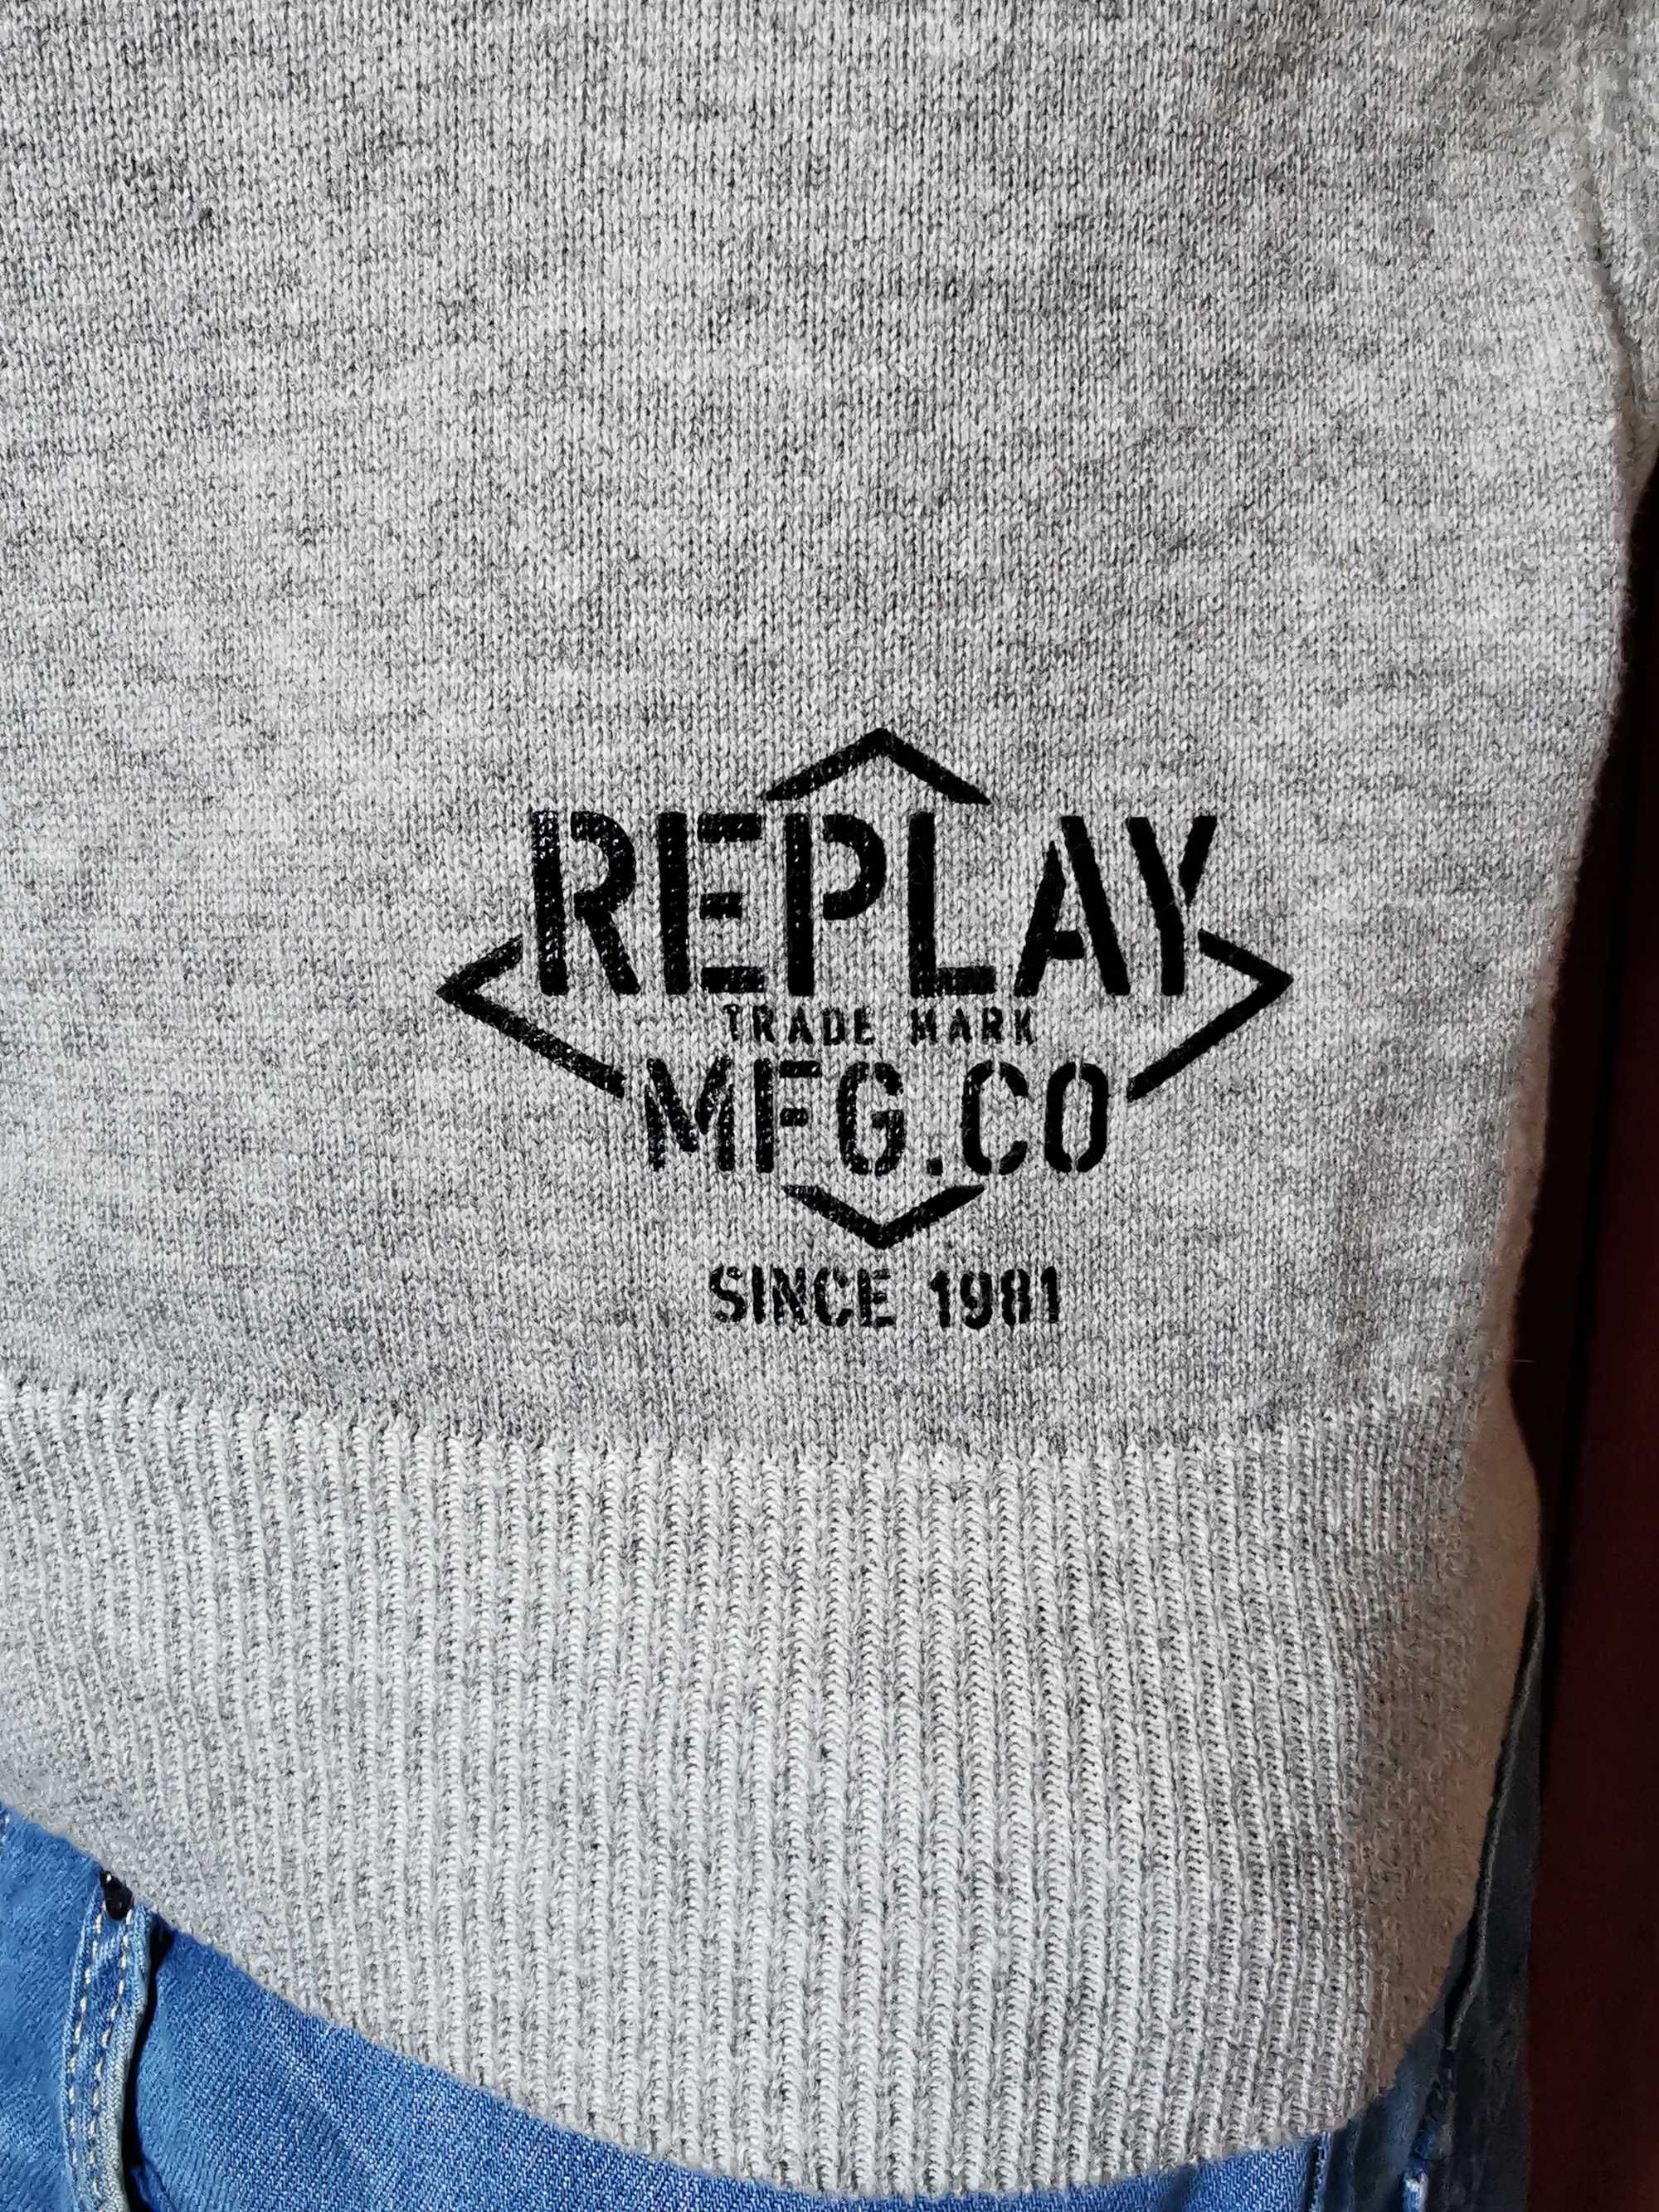 REPLAY
TRADE MARK
MFG.CO
SINCE 1981